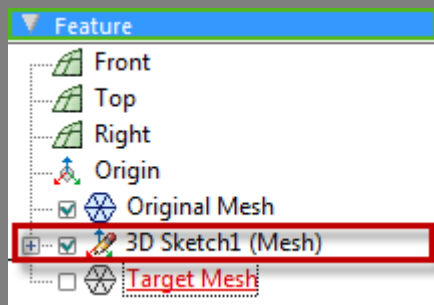 Feature
Front
Top
Right
Origin
Original Mesh
3D Sketch1 (Mesh)
Target Mesh